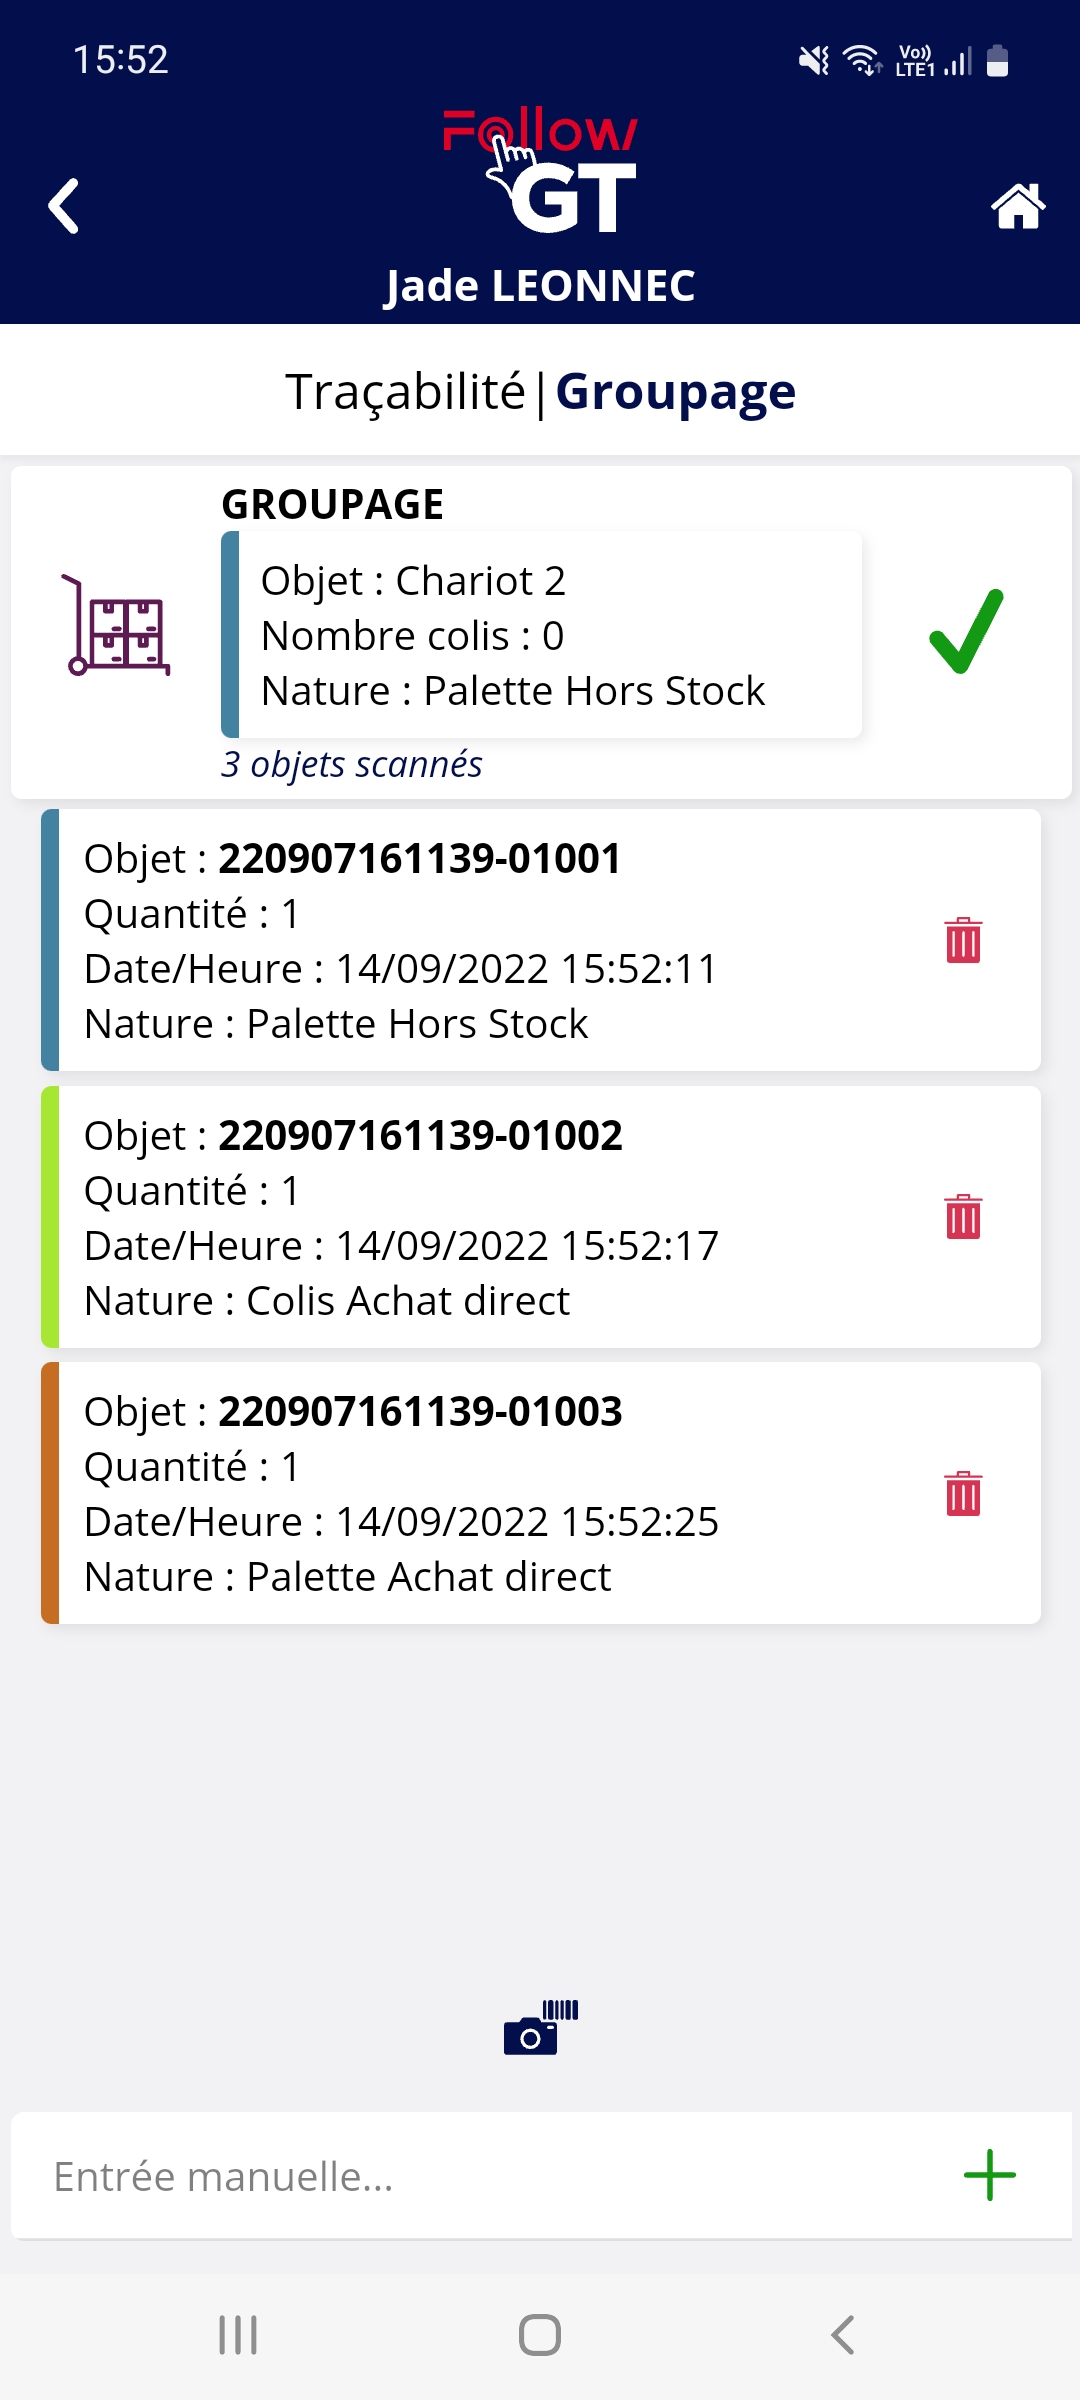 15:52
Vo))
LTE1
Follow
GT
Jade LEONNEC
Traçabilité|Groupage
GROUPAGE
Objet : Chariot 2
Nombre colis : 0
Nature : Palette Hors Stock
3 objets scannés
Objet : 220907161139-01001
Quantité : 1
Date/Heure : 14/09/2022 15:52:11
Nature : Palette Hors Stock
Objet : 220907161139-01002
Quantité : 1
Date/Heure : 14/09/2022 15:52:17
Nature : Colis Achat direct
Objet : 220907161139-01003
Quantité : 1
Date/Heure : 14/09/2022 15:52:25
Nature : Palette Achat direct
Entrée manuelle...